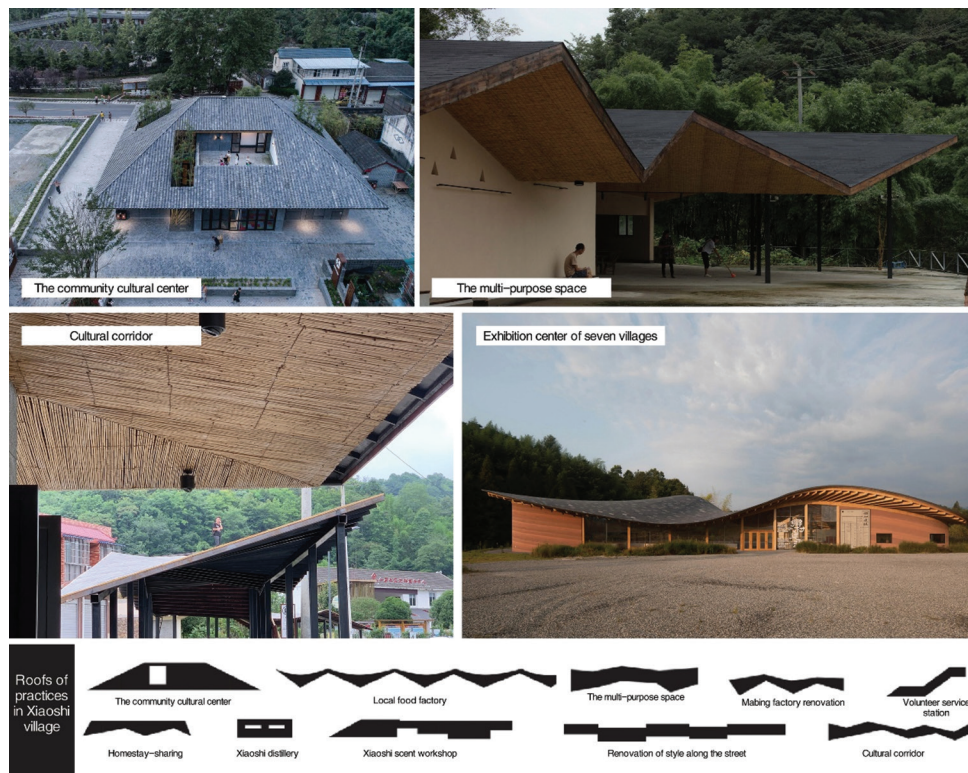 The community cultural center
The multi-purpose space
Cultural corridor
Exhibition center of seven villages
Roofs of
practices
in Xiaoshi
village
The community cultural center
Local food factory
The multi-purpose space
Making factory renovation
Volunteer service
station
Homestay-sharing
Xiaoshi distillery
Xiaoshi scent workshop
Renovation of style along the street
Cultural corridor